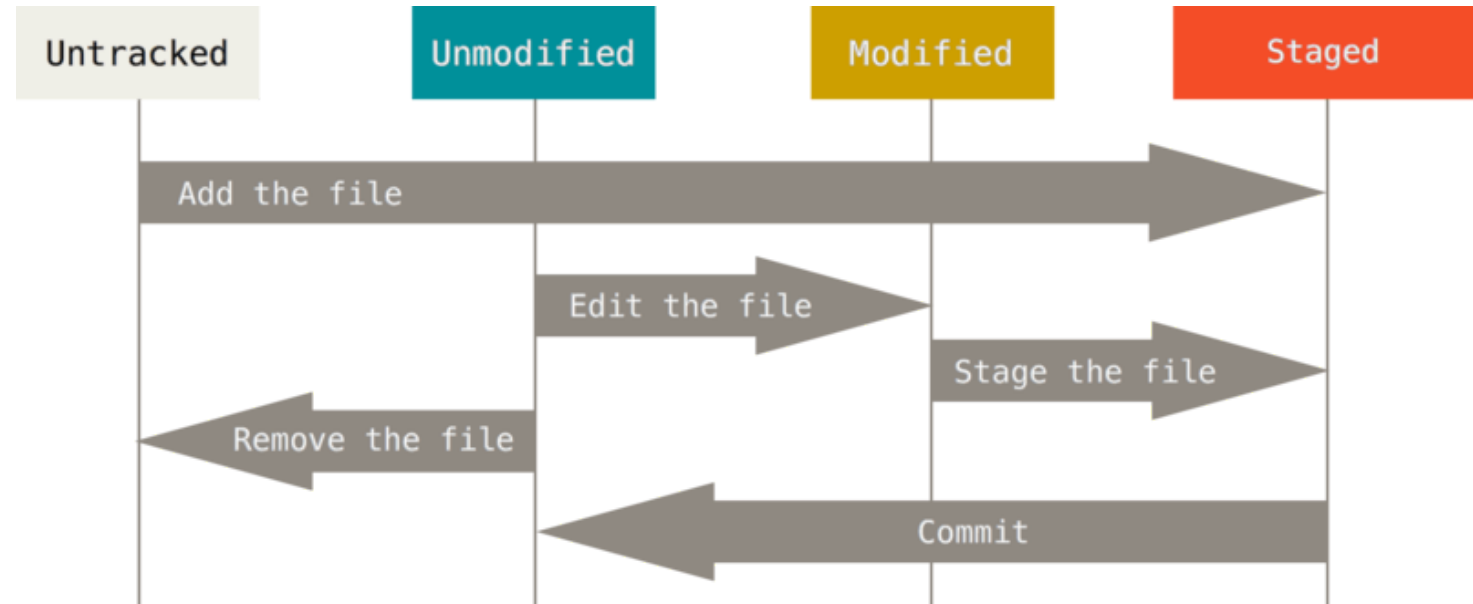 Untracked
Unmodified
Modified
Staged
Add the file
Edit the file
Stage the file
Remove the file
Commit